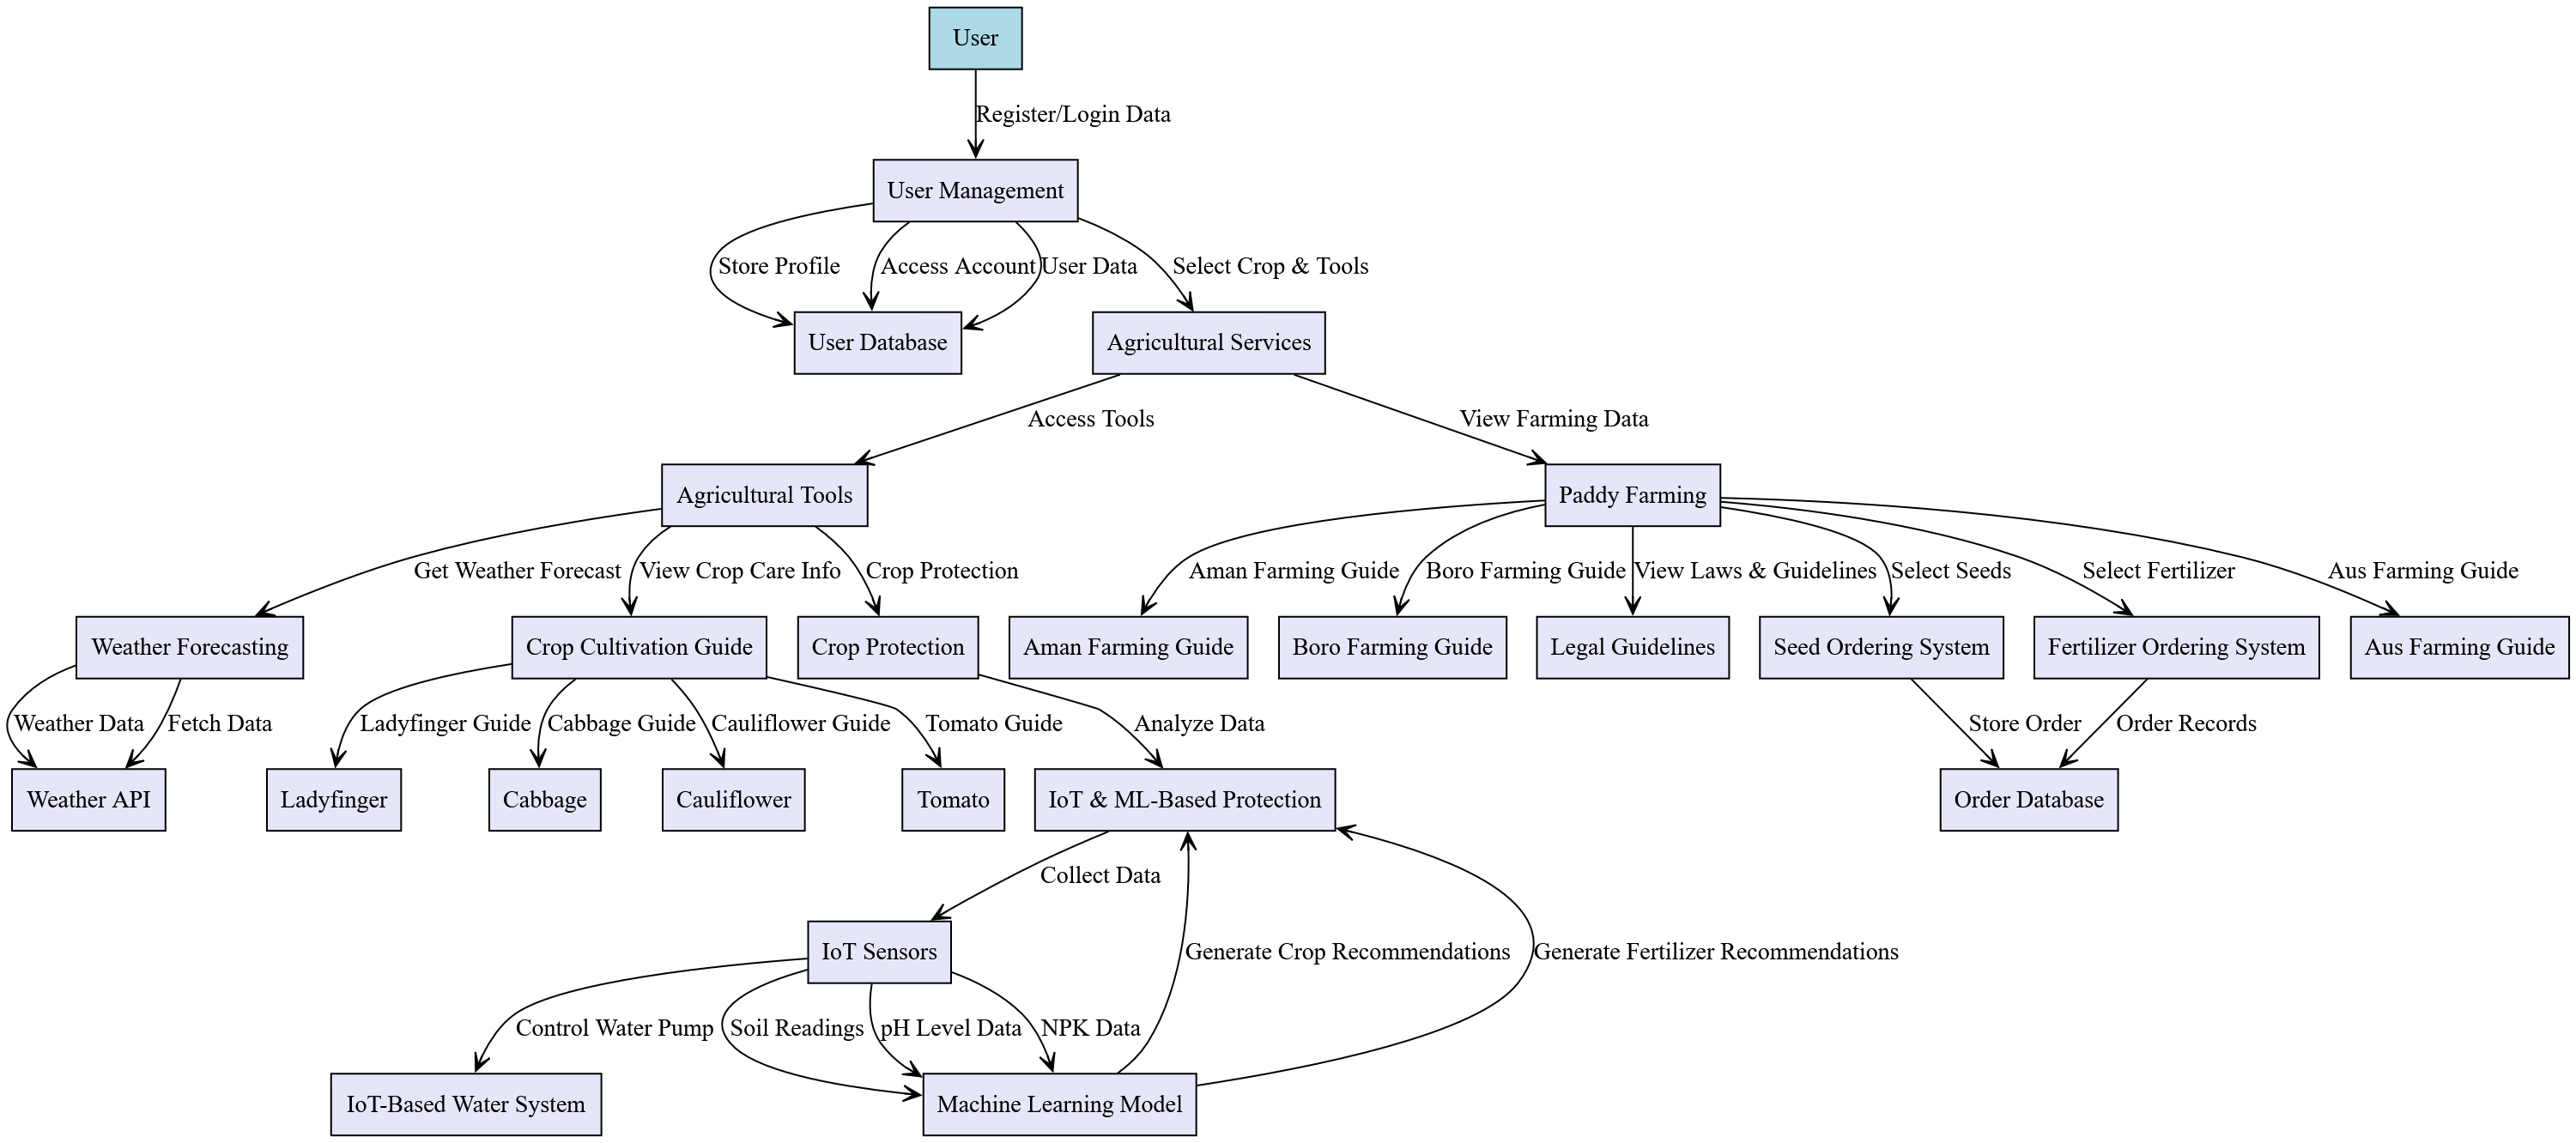 User
Register/Login Data
User Management
Store Profile
Access Account
User Data
Select Crop & Tools
User Database
Agricultural Services
Access Tools
View Farming Data
Agricultural Tools
Paddy Farming
Get Weather Forecast
View Crop Care Info
Crop Protection
Aman Farming Guide
Boro Farming Guide
View Laws & Guidelines
Select Seeds
Select Fertilizer
Aus Farming Guide
Weather Forecasting
Crop Cultivation Guide
Crop Protection
Aman Farming Guide
Boro Farming Guide
Legal Guidelines
Seed Ordering System
Fertilizer Ordering System
Aus Farming Guide
Weather Data
Fetch Data
Ladyfinger Guide
Cabbage Guide
Cauliflower Guide
Tomato Guide
Analyze Data
Store Order
Order Records
Weather API
Ladyfinger
Cabbage
Cauliflower
Tomato
IoT & ML-Based Protection
Order Database
Collect Data
IoT Sensors
Generate Crop Recommendations
Generate Fertilizer Recommendations
Control Water Pump
Soil Readings
pH Level Data
NPK Data
IoT-Based Water System
Machine Learning Model